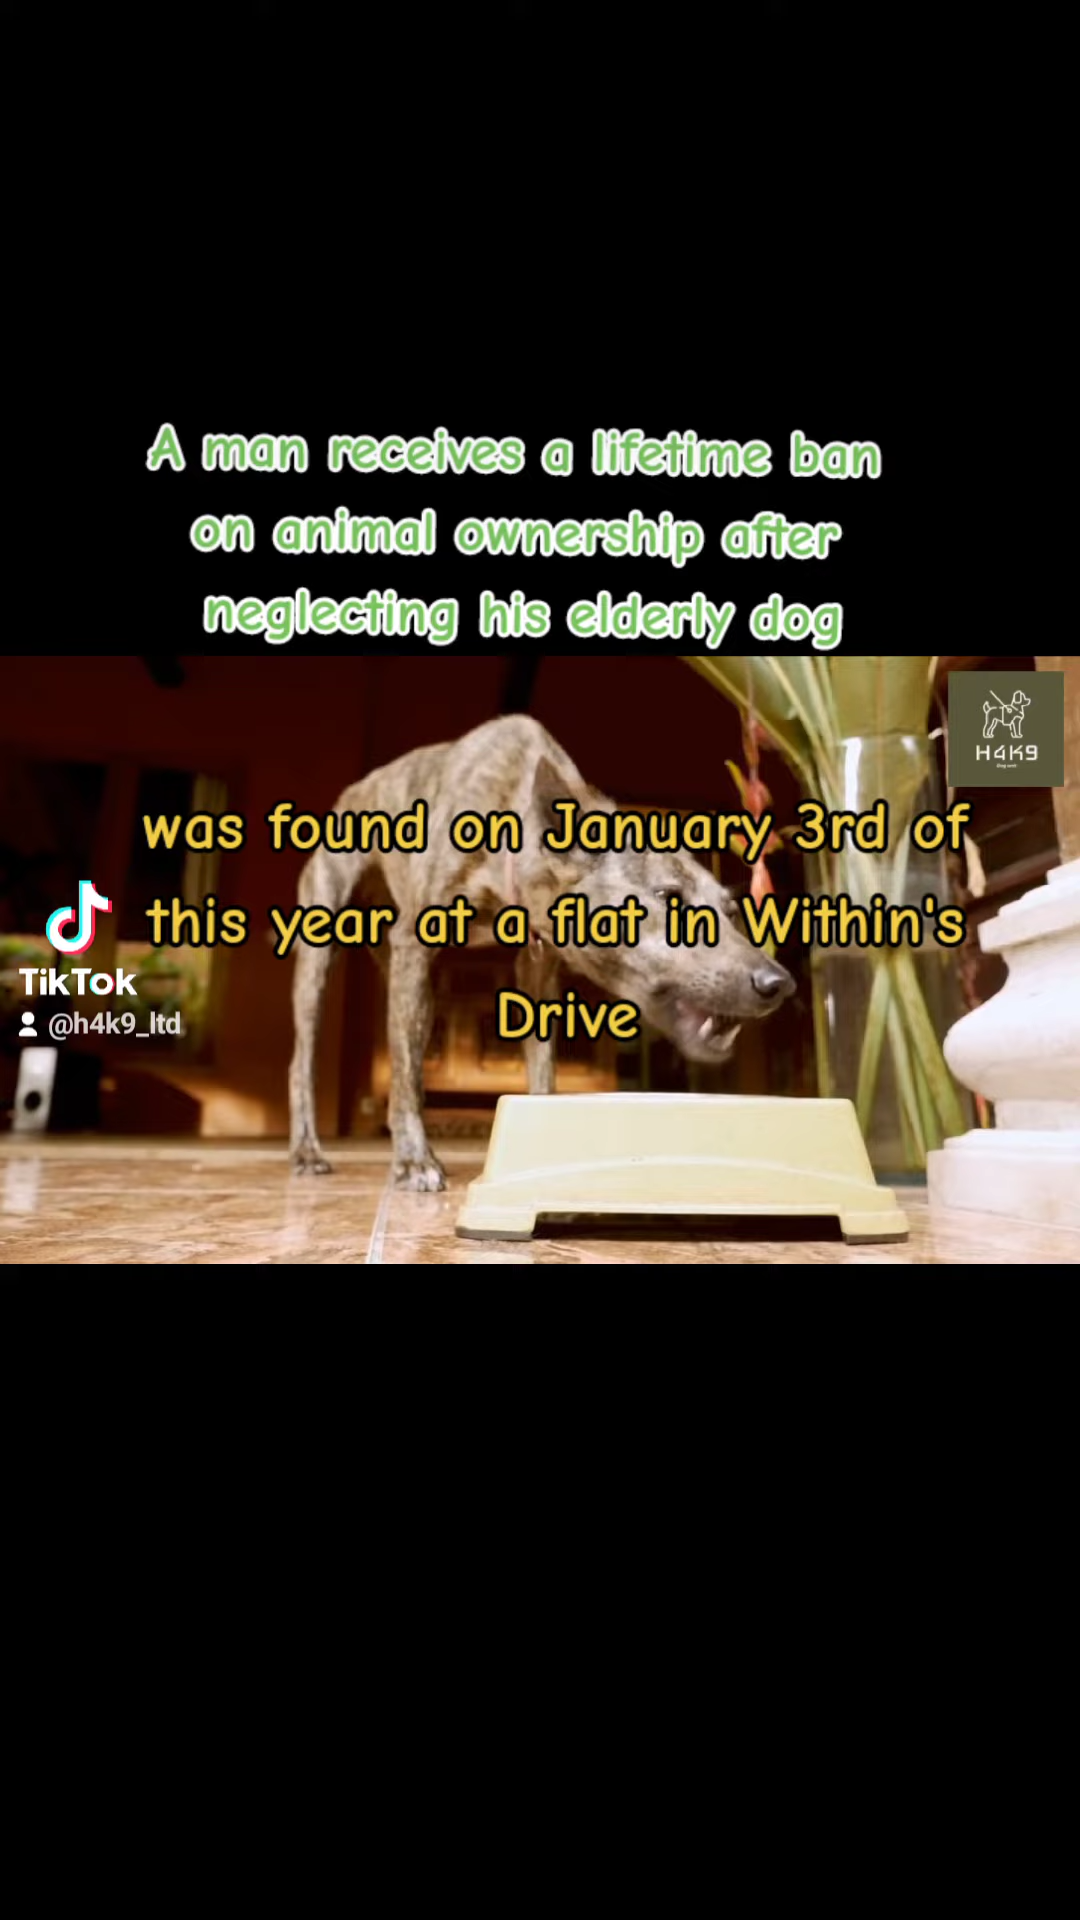 A man receives a lifetime ban
on animal ownership after
neglecting his elderly dog
H4K9
was found on January 3rd of
this year at a flat in Within's
Drive
TikTok
@h4k9_ltd